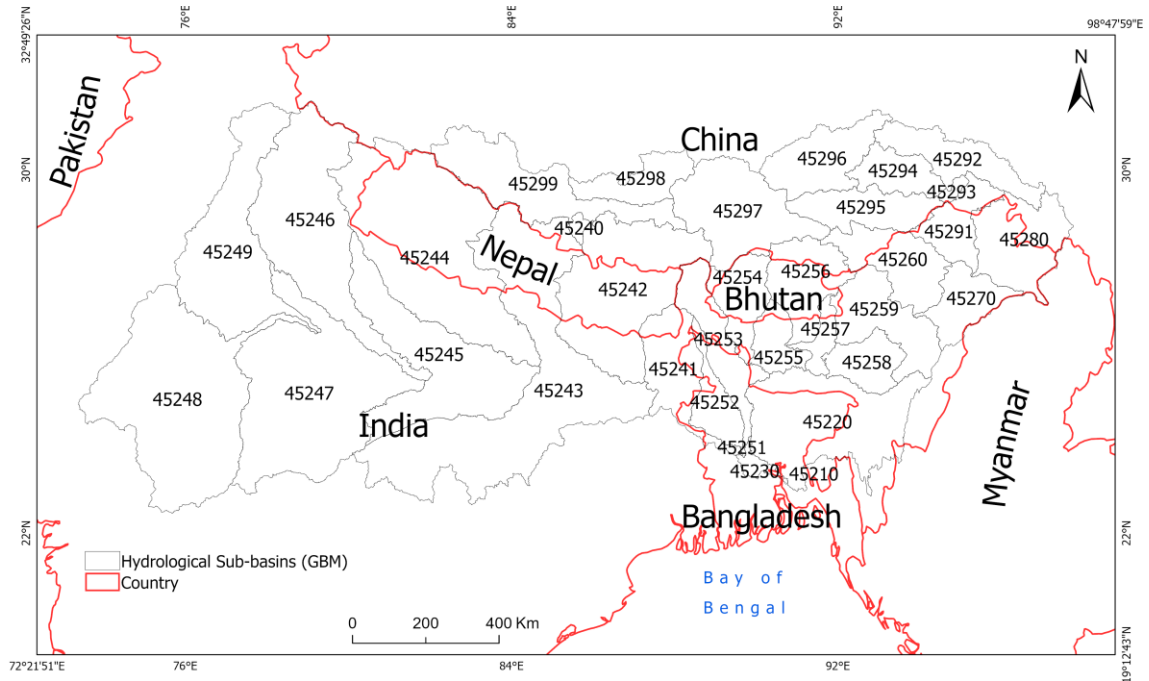 76°E
84°E
92°E
98°47'59"E
32°49'26"N
N
Pakistan
China
45296
45292
45294
30°N
30°N
45299
45298
45293
45297
45295
45246
45240
45291
45280
45249
45244
Nepal
45260
45254
45256
45242
Bhutan
45270
45259
45257
45253
45245
45255
45258
45241
45243
45248
45247
45252
India
45220
Myanmar
45251
45230
45210
Bangladesh
22°N
22°N
Hydrological Sub-basins (GBM)
Country
Bay of
Bengal
0 200 400 Km
72°21'51"E
76°E
84°E
92°E
19°12'43"N